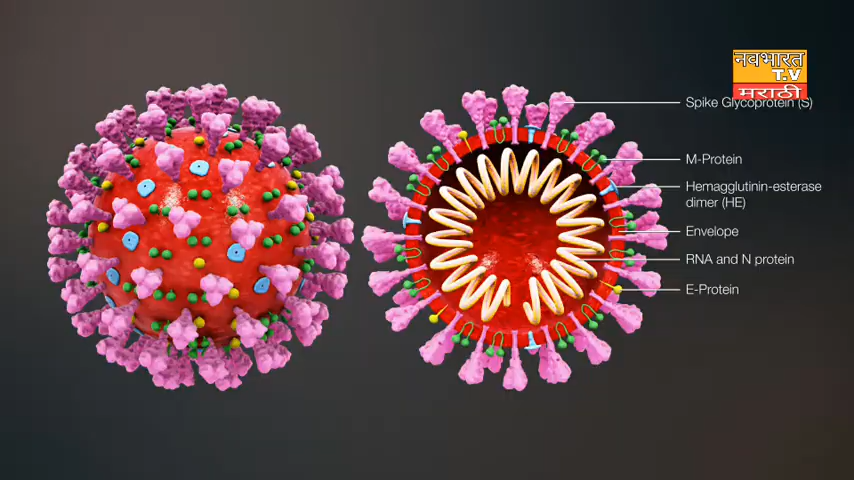 नवभारत
T.V
मराठी
Spike Glycoprotein (S)
M-Protein
Hemagglutinin-esterase
dimer (HE)
Envelope
RNA and N protein
E-Protein